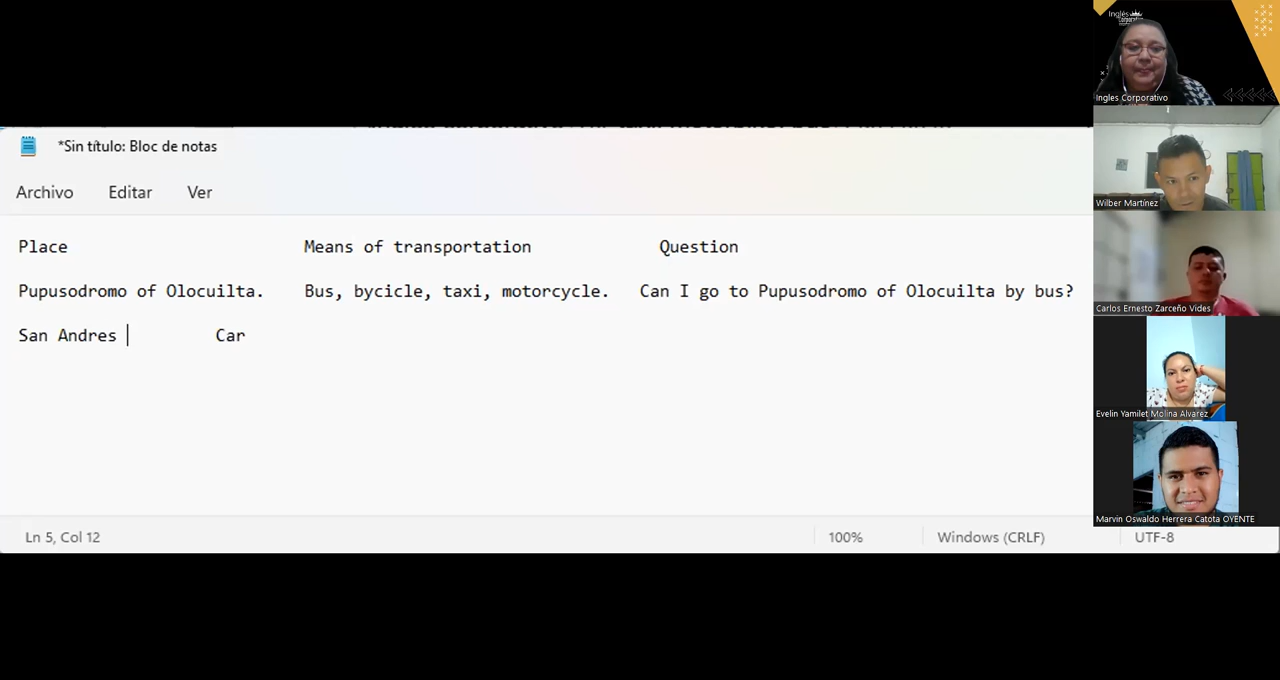 Inglés
Corporativo
Ingles Corporativo
*Sin título: Bloc de notas
Archivo Editar Ver
Wilber Martínez
Place Means of transportation Question
Pupusodromo of Olocuilta. Bus, bycicle, taxi, motorcycle. Can I go to Pupusodromo of Olocuilta by bus?
Carlos Ernesto Zarceño Vides
San Andres Car
Evelin Yamilet Molina Alvarez
Marvin Oswaldo Herrera Catota OYENTE
Ln 5, Col 12 100% Windows (CRLF) UTF-8